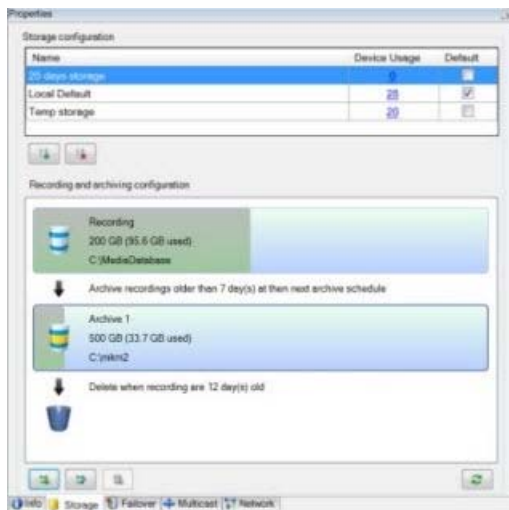 Properties
Storage configuration
Name Device Usage Default
20 days storage 0
Local Default 28
Temp storage 20
Recording and archiving configuration
Recording
200 GB (95.6 GB used)
C:\MediaDatabase
Archive recordings older than 7 day(s) at then next archive schedule
Archive 1
500 GB (33.7 GB used)
C:\nikm2
Delete when recording are 12 day(s) old
Info Storage Failover Multicast Network